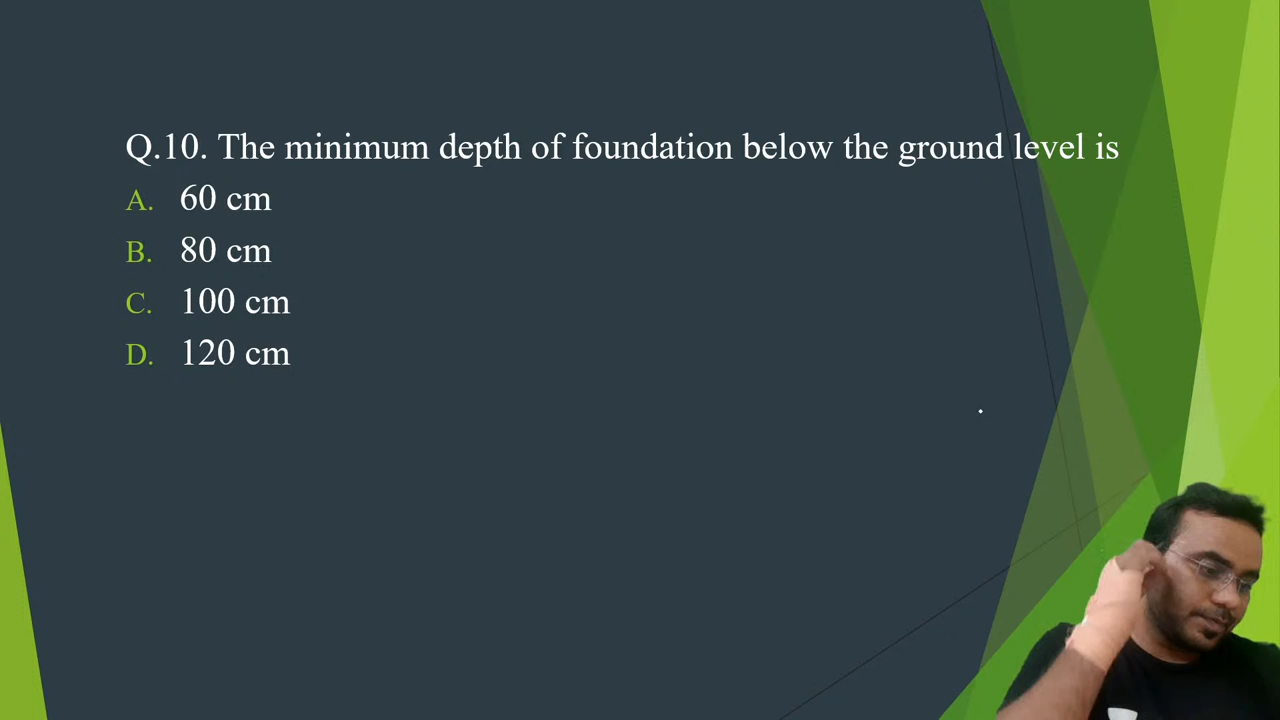 Q.10. The minimum depth of foundation below the ground level is
A. 60 cm
B. 80 cm
C. 100 cm
D. 120 cm